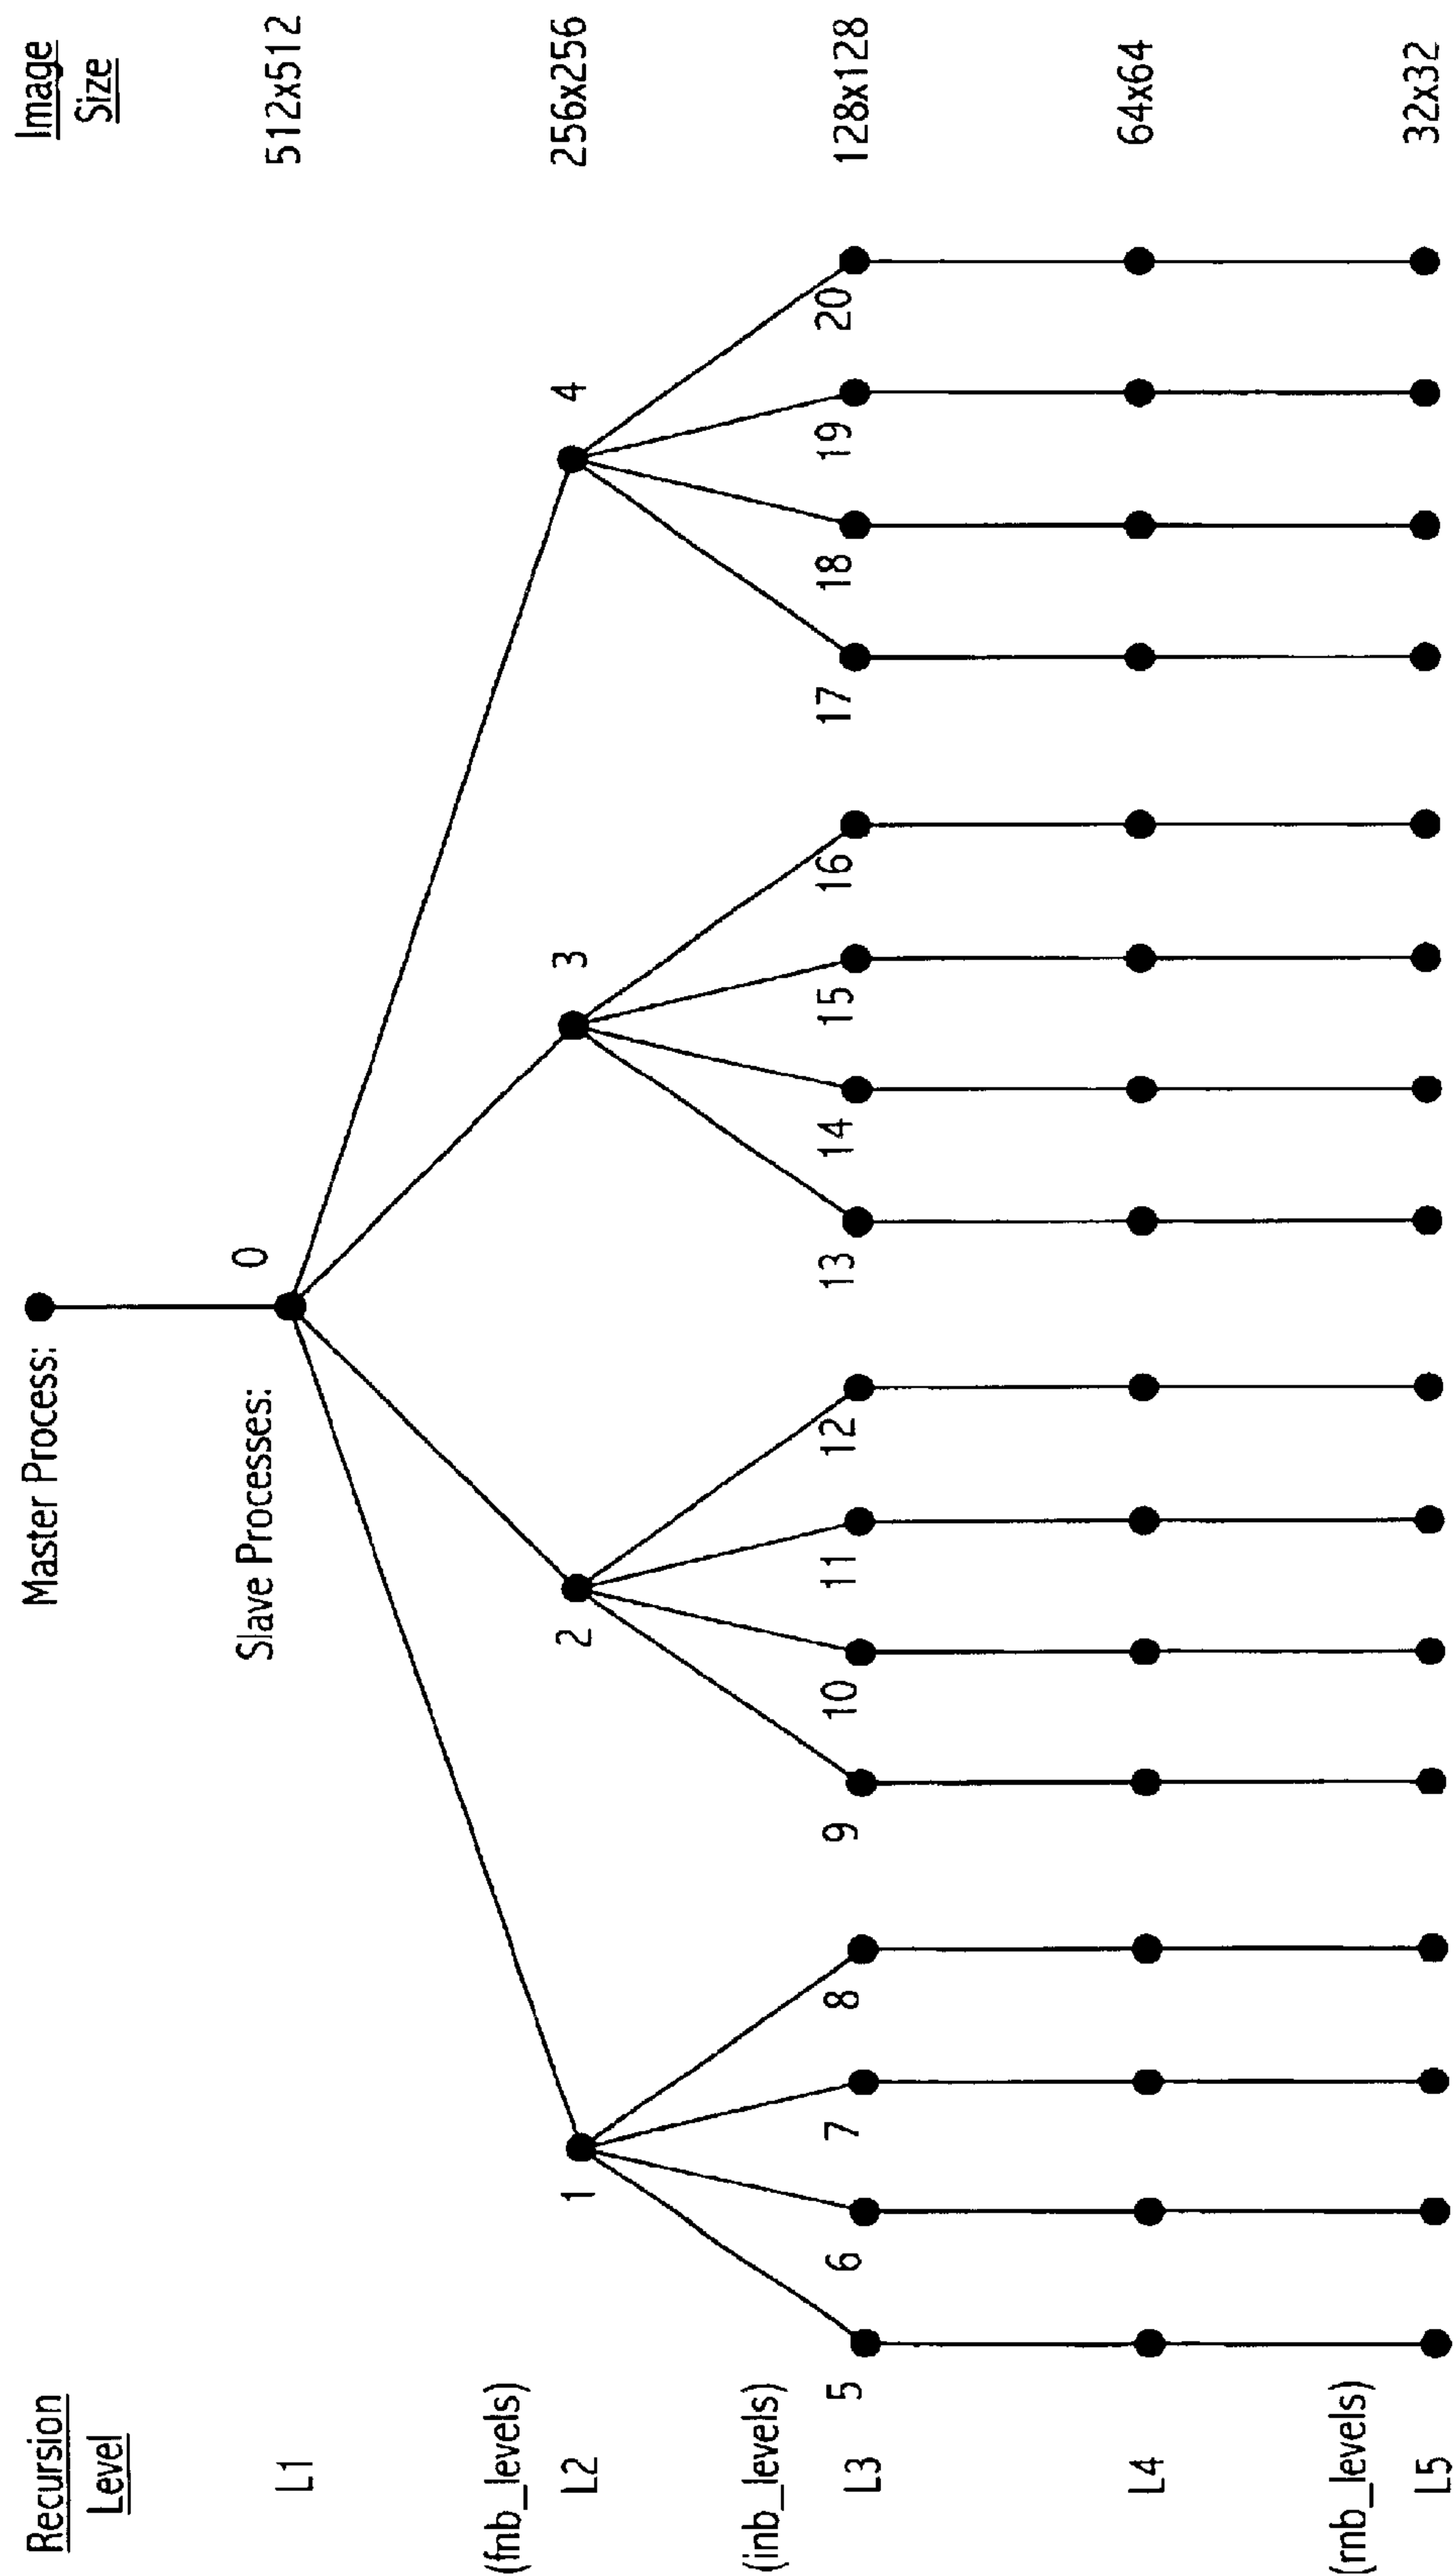 Recursion
Level
Master Process:
Image
Size
Slave Processes:
0
L1
512x512
(fnb_levels)
L2
1
2
3
4
256x256
(inb_levels)
L3
5
6
7
8
9
10
11
12
13
14
15
16
17
18
19
20
128x128
L4
64x64
(rnb_levels)
L5
32x32